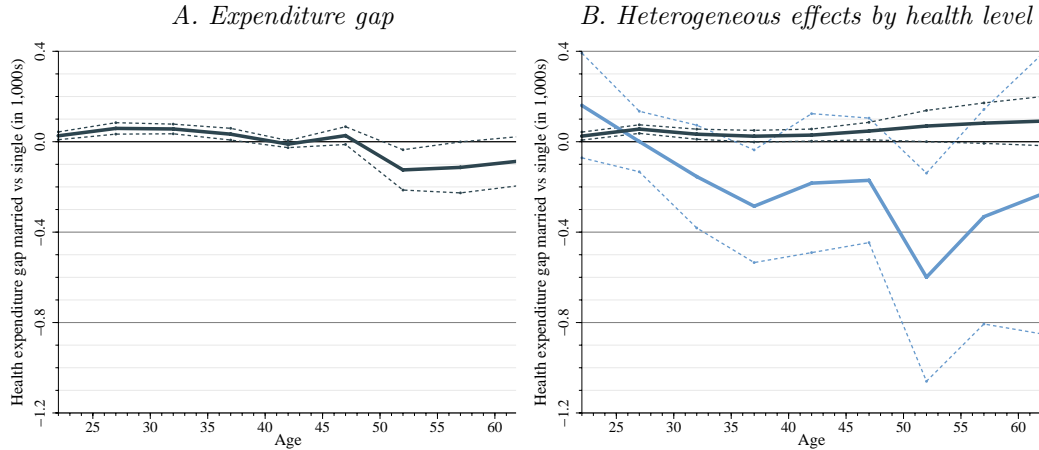 A. Expenditure gap
Health expenditure gap married vs single (in 1,000s)
0.4
0.0
−0.4
−0.8
−1.2
25 30 35 40 45 50 55 60
Age
B. Heterogeneous effects by health level
Health expenditure gap married vs single (in 1,000s)
0.4
0.0
−0.4
−0.8
−1.2
25 30 35 40 45 50 55 60
Age